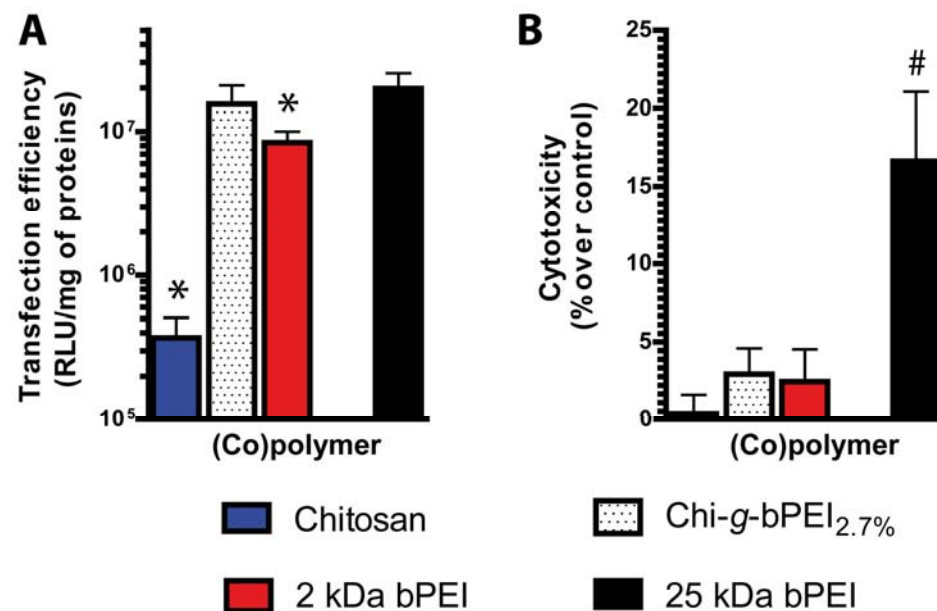 A
Transfection efficiency
(RLU/mg of proteins)
10⁷
10⁶
10⁵
*
*
(Co)polymer
B
Cytotoxicity
(% over control)
25
20
15
10
5
0
#
(Co)polymer
Chitosan
Chi-g-bPEI₂.₇%
2 kDa bPEI
25 kDa bPEI